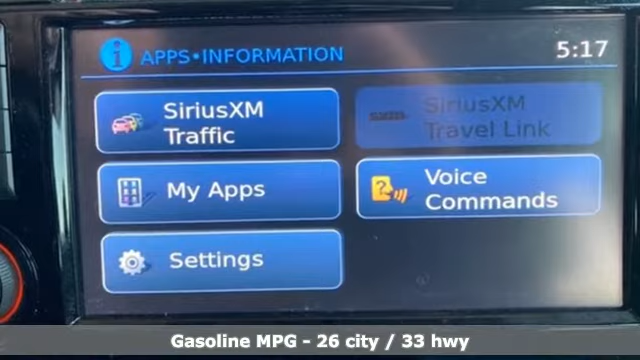 i APPS•INFORMATION 5:17
SiriusXM
Traffic
SiriusXM
Travel Link
My Apps
Voice
Commands
Settings
Gasoline MPG - 26 city / 33 hwy